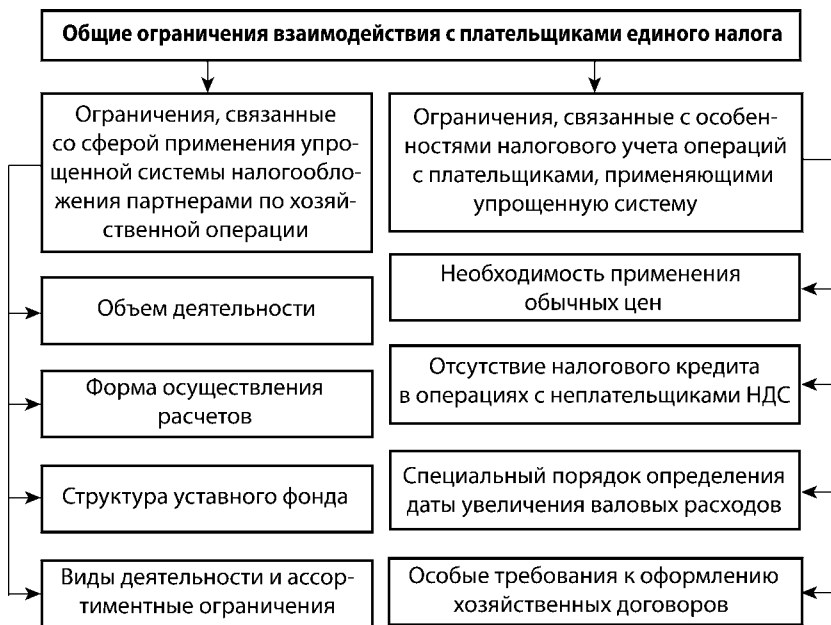 Общие ограничения взаимодействия с плательщиками единого налога
Ограничения, связанные
со сферой применения упро-
щенной системы налогообло-
жения партнерами по хозяй-
ственной операции
Объем деятельности
Форма осуществления
расчетов
Структура уставного фонда
Виды деятельности и ассор-
тиментные ограничения
Ограничения, связанные с особен-
ностями налогового учета операций
с плательщиками, применяющими
упрощенную систему
Необходимость применения
обычных цен
Отсутствие налогового кредита
в операциях с неплательщиками НДС
Специальный порядок определения
даты увеличения валовых расходов
Особые требования к оформлению
хозяйственных договоров